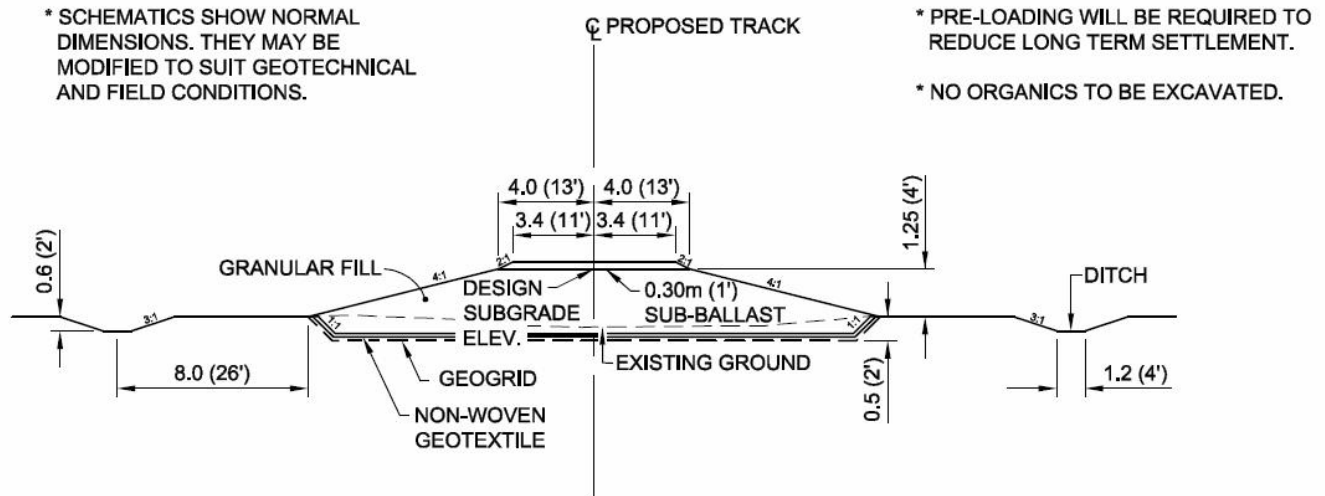 * SCHEMATICS SHOW NORMAL
DIMENSIONS. THEY MAY BE
MODIFIED TO SUIT GEOTECHNICAL
AND FIELD CONDITIONS.
℄ PROPOSED TRACK
* PRE-LOADING WILL BE REQUIRED TO
REDUCE LONG TERM SETTLEMENT.
* NO ORGANICS TO BE EXCAVATED.
4.0 (13') 4.0 (13')
3.4 (11') 3.4 (11')
1.25 (4')
0.6 (2')
GRANULAR FILL
2:1
2:1
4:1
4:1
DESIGN
SUBGRADE
ELEV.
0.30m (1')
SUB-BALLAST
DITCH
3:1
3:1
1:1
1:1
EXISTING GROUND
8.0 (26')
GEOGRID
0.5 (2')
1.2 (4')
NON-WOVEN
GEOTEXTILE